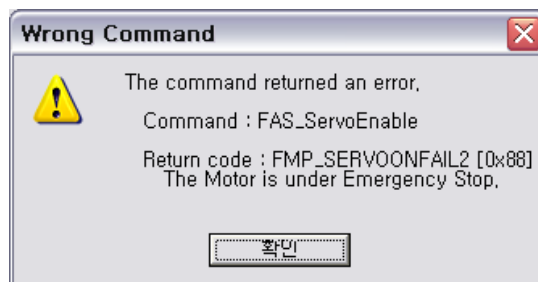 Wrong Command
The command returned an error,
Command : FAS_ServoEnable
Return code : FMP_SERVOONFAIL2 [0x88]
The Motor is under Emergency Stop,
확인